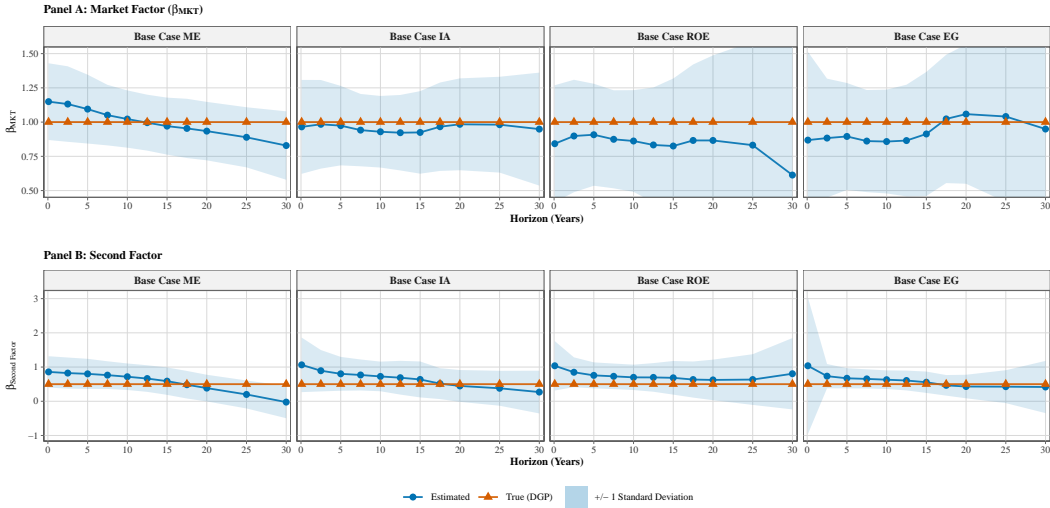 Panel A: Market Factor (βMKT)
Base Case ME Base Case IA Base Case ROE Base Case EG
βMKT
1.50
1.00
0.75
0.50
0 5 10 15 20 25 30 0 5 10 15 20 25 30 0 5 10 15 20 25 30 0 5 10 15 20 25 30
Horizon (Years)
Panel B: Second Factor
Base Case ME Base Case IA Base Case ROE Base Case EG
βSecond Factor
3
2
1
0
−1
0 5 10 15 20 25 30 0 5 10 15 20 25 30 0 5 10 15 20 25 30 0 5 10 15 20 25 30
Horizon (Years)
Estimated True (DGP) +/− 1 Standard Deviation